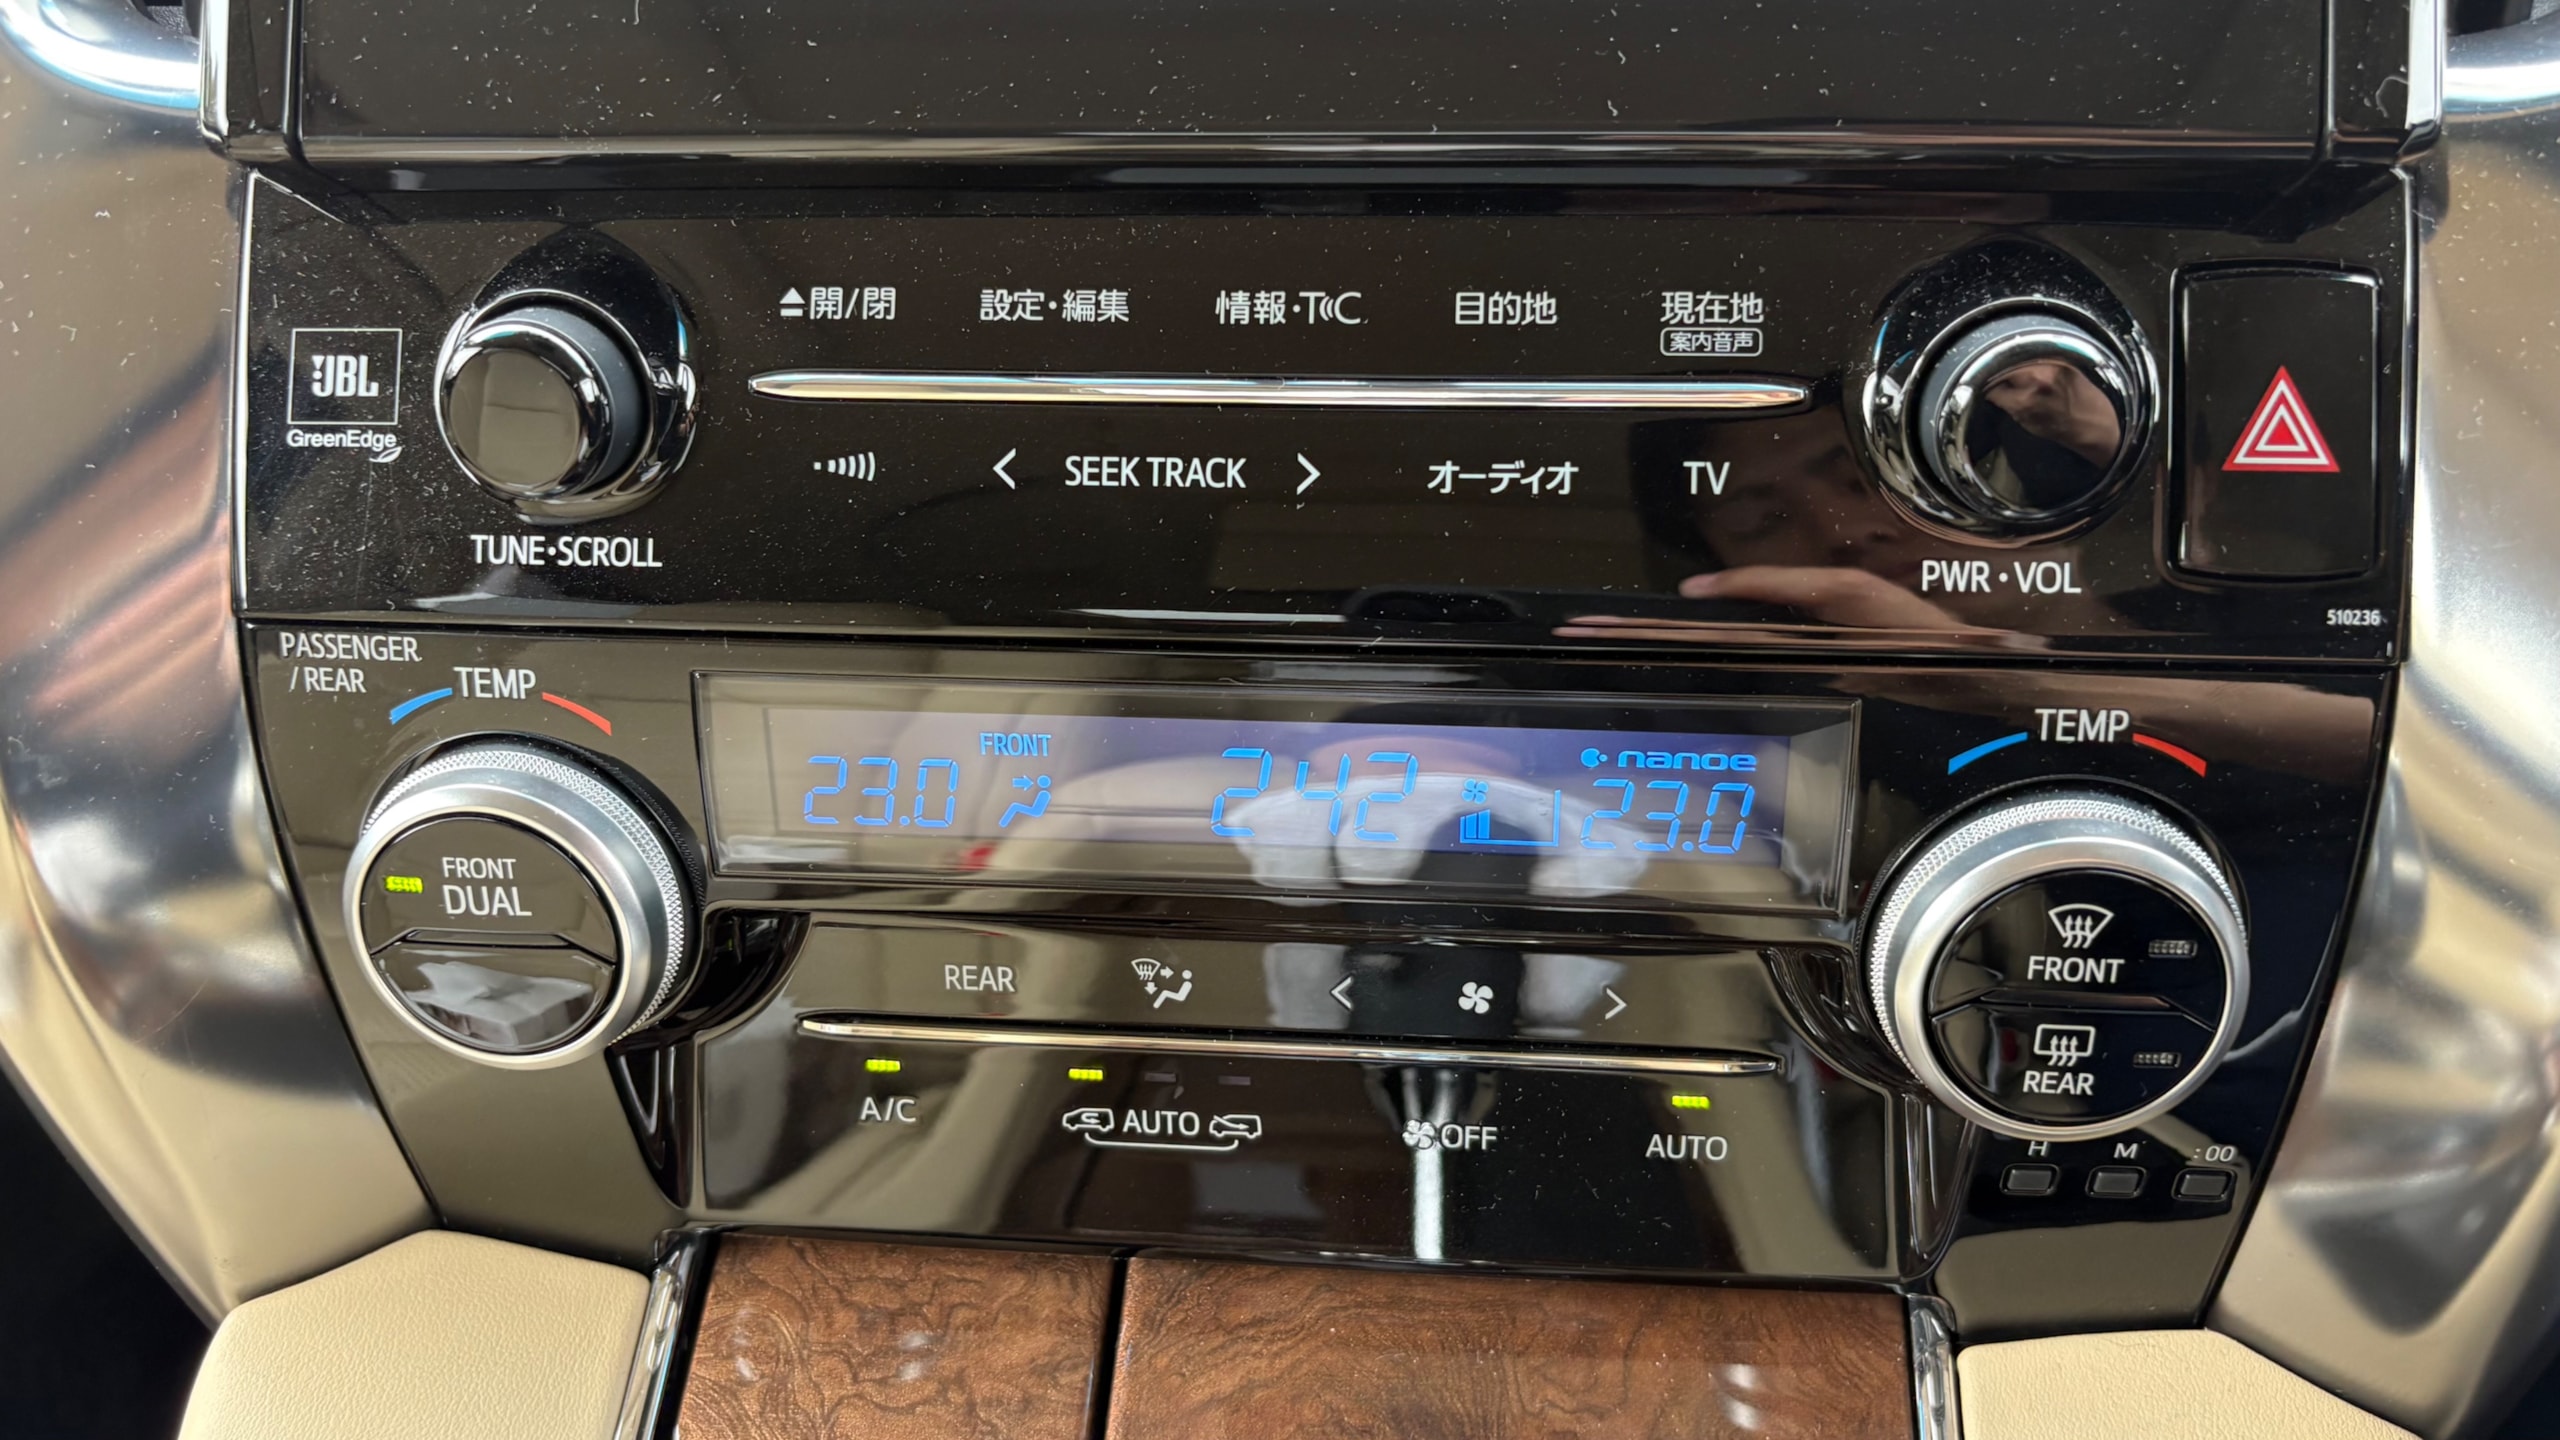 開/閉 設定・編集 情報・T(C 目的地 現在地
案内音声
JBL
GreenEdge
SEEK TRACK オーディオ TV
TUNE・SCROLL
PWR・VOL
510236
PASSENGER
/ REAR
TEMP
TEMP
FRONT
nanoe
23.0 2 42 23.0
FRONT
DUAL
REAR
FRONT
REAR
A/C AUTO OFF AUTO
H M :00